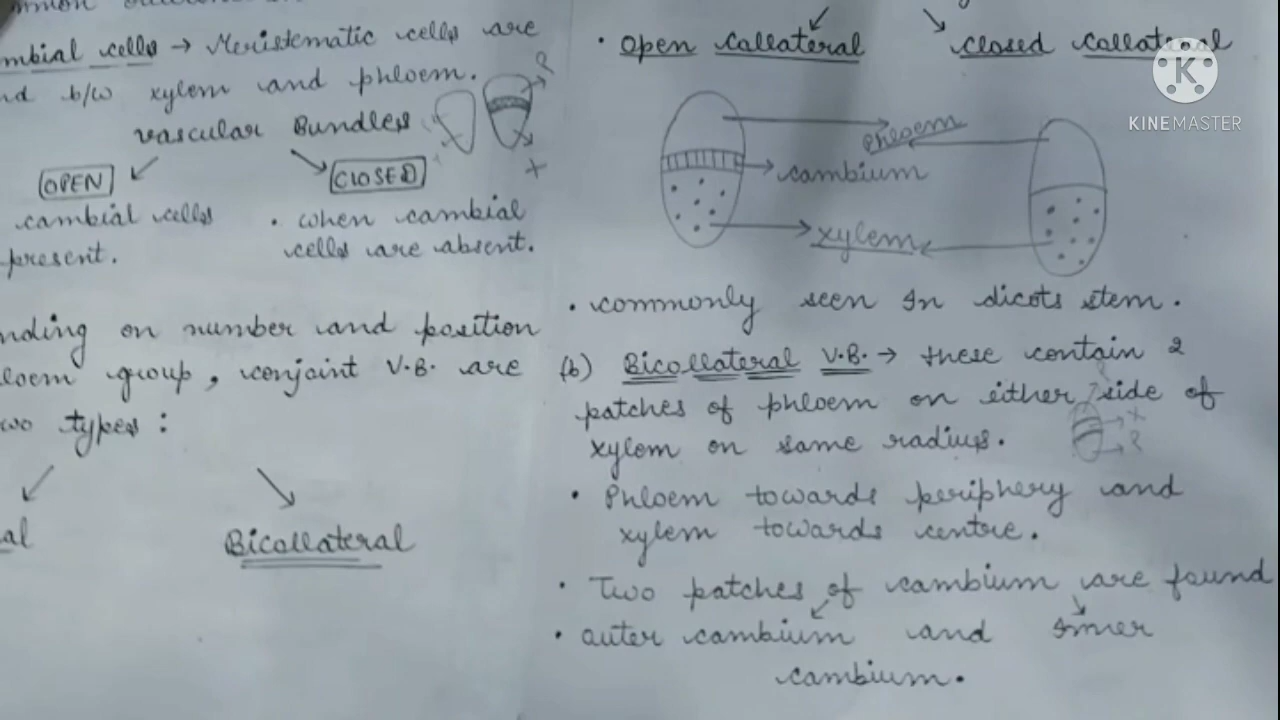 mbial cells → Meristematic cells are
nd b/w xylem and phloem.
P
vascular Bundles
x
OPEN
CLOSED
cambial cells
present.
. when cambial
cells are absent.
nding on number and position
loem group, conjoint V.B. are
wo types :
al
Bicollateral
. open collateral
closed collateral
phloem
cambium
xylem
. commonly seen In dicots stem.
(b) Bicollateral V.B. → these contain 2
patches of phloem on either side of
xylem on same radius.
x
P
. Phloem towards periphery and
xylem towards centre.
. Two patches of cambium are found
. outer cambium and Inner
cambium.
K
KINEMASTER